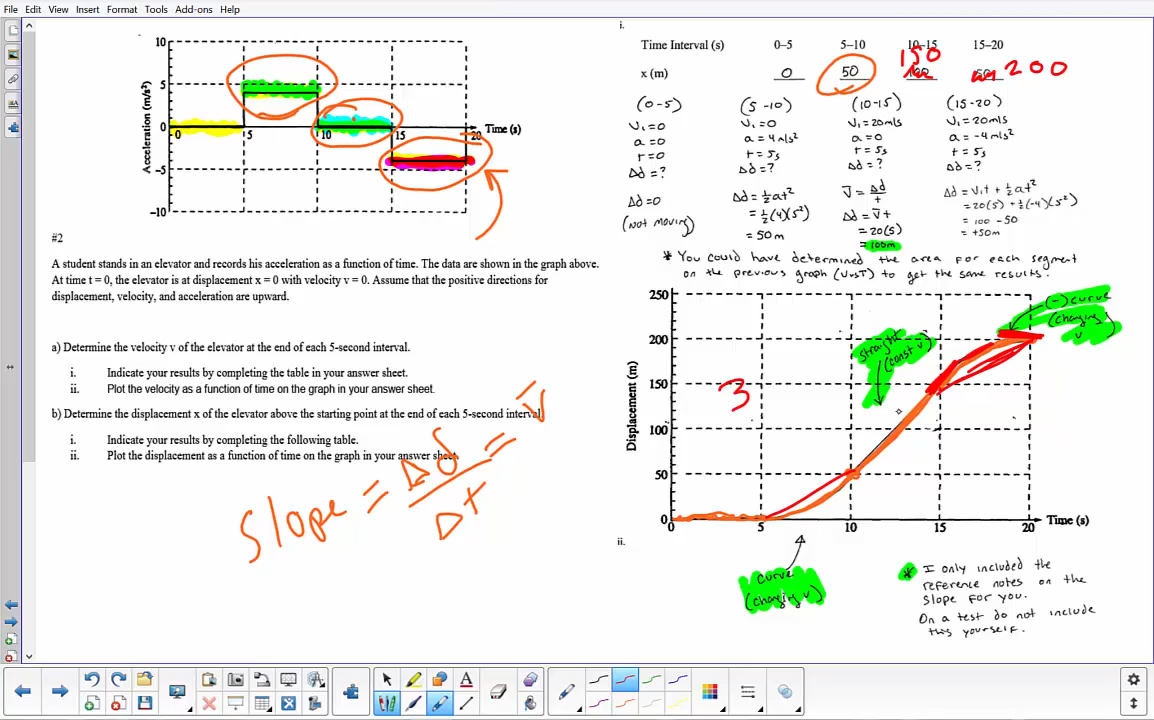 File Edit View Insert Format Tools Add-ons Help
10
5
0
-5
-10
Acceleration (m/s²)
0 5 10 15 20
Time (s)
#2
A student stands in an elevator and records his acceleration as a function of time. The data are shown in the graph above.
At time t = 0, the elevator is at displacement x = 0 with velocity v = 0. Assume that the positive directions for
displacement, velocity, and acceleration are upward.
a) Determine the velocity v of the elevator at the end of each 5-second interval.
i. Indicate your results by completing the table in your answer sheet.
ii. Plot the velocity as a function of time on the graph in your answer sheet.
b) Determine the displacement x of the elevator above the starting point at the end of each 5-second interval.
i. Indicate your results by completing the following table.
ii. Plot the displacement as a function of time on the graph in your answer sheet.
Slope = Δd/Δt = v̄
i.
Time Interval (s) 0–5 5–10 10–15 15–20
x (m) 0 50 150 200
(0-5)
V₁=0
a=0
t=0
Δd=?
Δd=0
(Not moving)
(5-10)
V₁=0
a=4m/s²
t=5s
Δd=?
Δd=½at²
=½(4)(5²)
=50m
(10-15)
V₁=20m/s
a=0
t=5s
Δd=?
v̄=Δd/t
Δd=v̄t
=20(5)
=100m
(15-20)
V₁=20m/s
a=-4m/s²
t=5s
Δd=?
Δd=V₁t+½at²
=20(5)+½(-4)(5²)
=100-50
=+50m
* You could have determined the area for each segment
on the previous graph (VvsT) to get the same results.
250
200
150
100
50
0
Displacement (m)
5 10 15 20
Time (s)
3
straight
(const v)
(-) curve
(changing
v)
ii.
curve
(changing v)
* I only included the
reference notes on the
slope for you.
On a test do not include
this yourself.
A